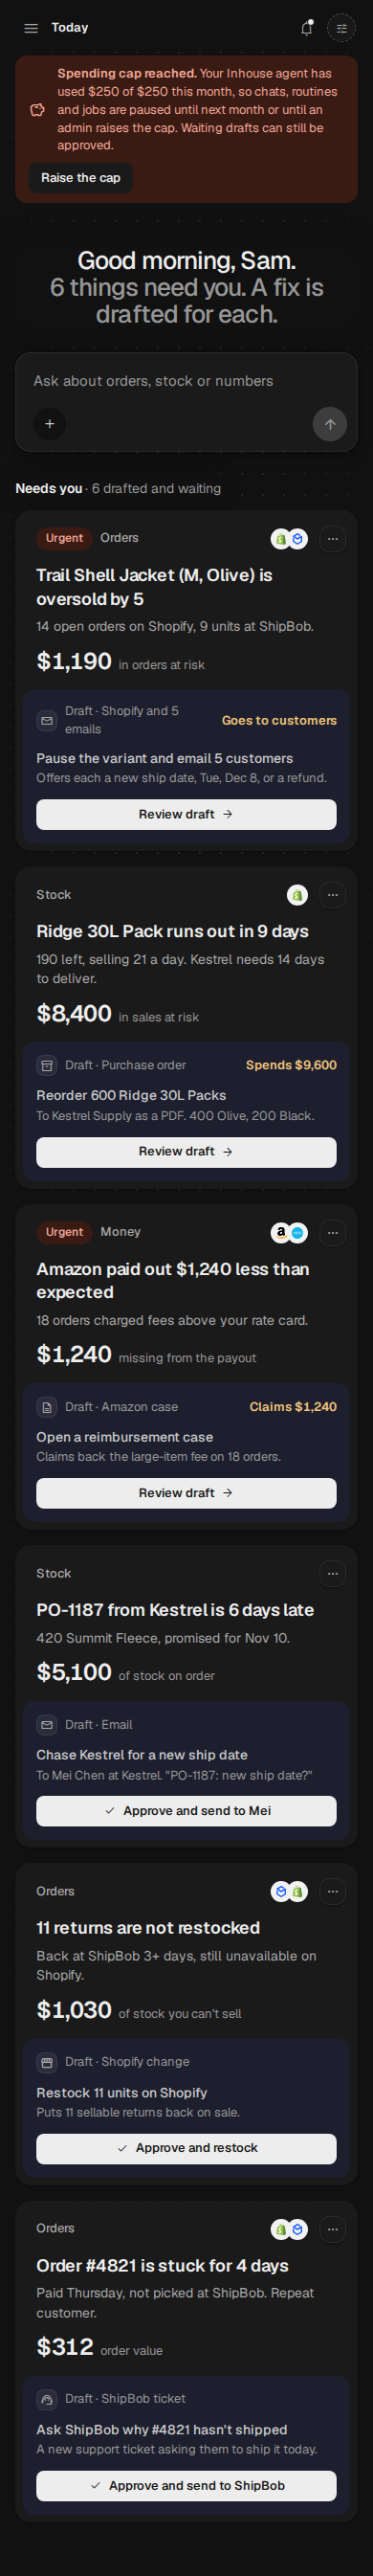 Today
Spending cap reached. Your Inhouse agent has
used $250 of $250 this month, so chats, routines
and jobs are paused until next month or until an
admin raises the cap. Waiting drafts can still be
approved.
Raise the cap
Good morning, Sam.
6 things need you. A fix is
drafted for each.
Ask about orders, stock or numbers
Needs you · 6 drafted and waiting
Urgent Orders
Trail Shell Jacket (M, Olive) is
oversold by 5
14 open orders on Shopify, 9 units at ShipBob.
$1,190 in orders at risk
Draft · Shopify and 5
emails
Goes to customers
Pause the variant and email 5 customers
Offers each a new ship date, Tue, Dec 8, or a refund.
Review draft
Stock
Ridge 30L Pack runs out in 9 days
190 left, selling 21 a day. Kestrel needs 14 days
to deliver.
$8,400 in sales at risk
Draft · Purchase order Spends $9,600
Reorder 600 Ridge 30L Packs
To Kestrel Supply as a PDF. 400 Olive, 200 Black.
Review draft
Urgent Money
Amazon paid out $1,240 less than
expected
18 orders charged fees above your rate card.
$1,240 missing from the payout
Draft · Amazon case Claims $1,240
Open a reimbursement case
Claims back the large-item fee on 18 orders.
Review draft
Stock
PO-1187 from Kestrel is 6 days late
420 Summit Fleece, promised for Nov 10.
$5,100 of stock on order
Draft · Email
Chase Kestrel for a new ship date
To Mei Chen at Kestrel. "PO-1187: new ship date?"
Approve and send to Mei
Orders
11 returns are not restocked
Back at ShipBob 3+ days, still unavailable on
Shopify.
$1,030 of stock you can't sell
Draft · Shopify change
Restock 11 units on Shopify
Puts 11 sellable returns back on sale.
Approve and restock
Orders
Order #4821 is stuck for 4 days
Paid Thursday, not picked at ShipBob. Repeat
customer.
$312 order value
Draft · ShipBob ticket
Ask ShipBob why #4821 hasn't shipped
A new support ticket asking them to ship it today.
Approve and send to ShipBob